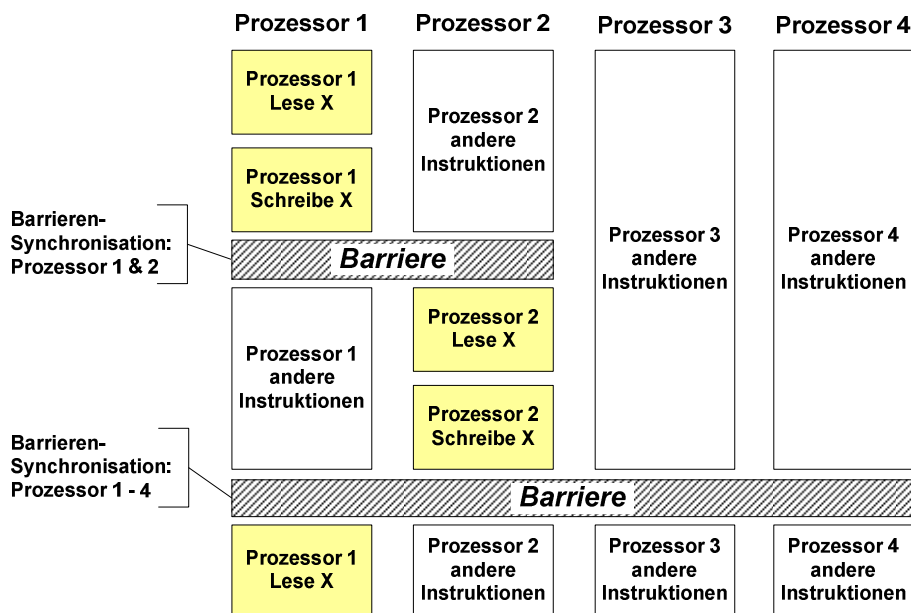 Prozessor 1
Prozessor 2
Prozessor 3
Prozessor 4
Prozessor 1
Lese X
Prozessor 2
andere
Instruktionen
Prozessor 1
Schreibe X
Prozessor 3
andere
Instruktionen
Prozessor 4
andere
Instruktionen
Barrieren-
Synchronisation:
Prozessor 1 & 2
Barriere
Prozessor 1
andere
Instruktionen
Prozessor 2
Lese X
Prozessor 2
Schreibe X
Barrieren-
Synchronisation:
Prozessor 1 - 4
Barriere
Prozessor 1
Lese X
Prozessor 2
andere
Instruktionen
Prozessor 3
andere
Instruktionen
Prozessor 4
andere
Instruktionen